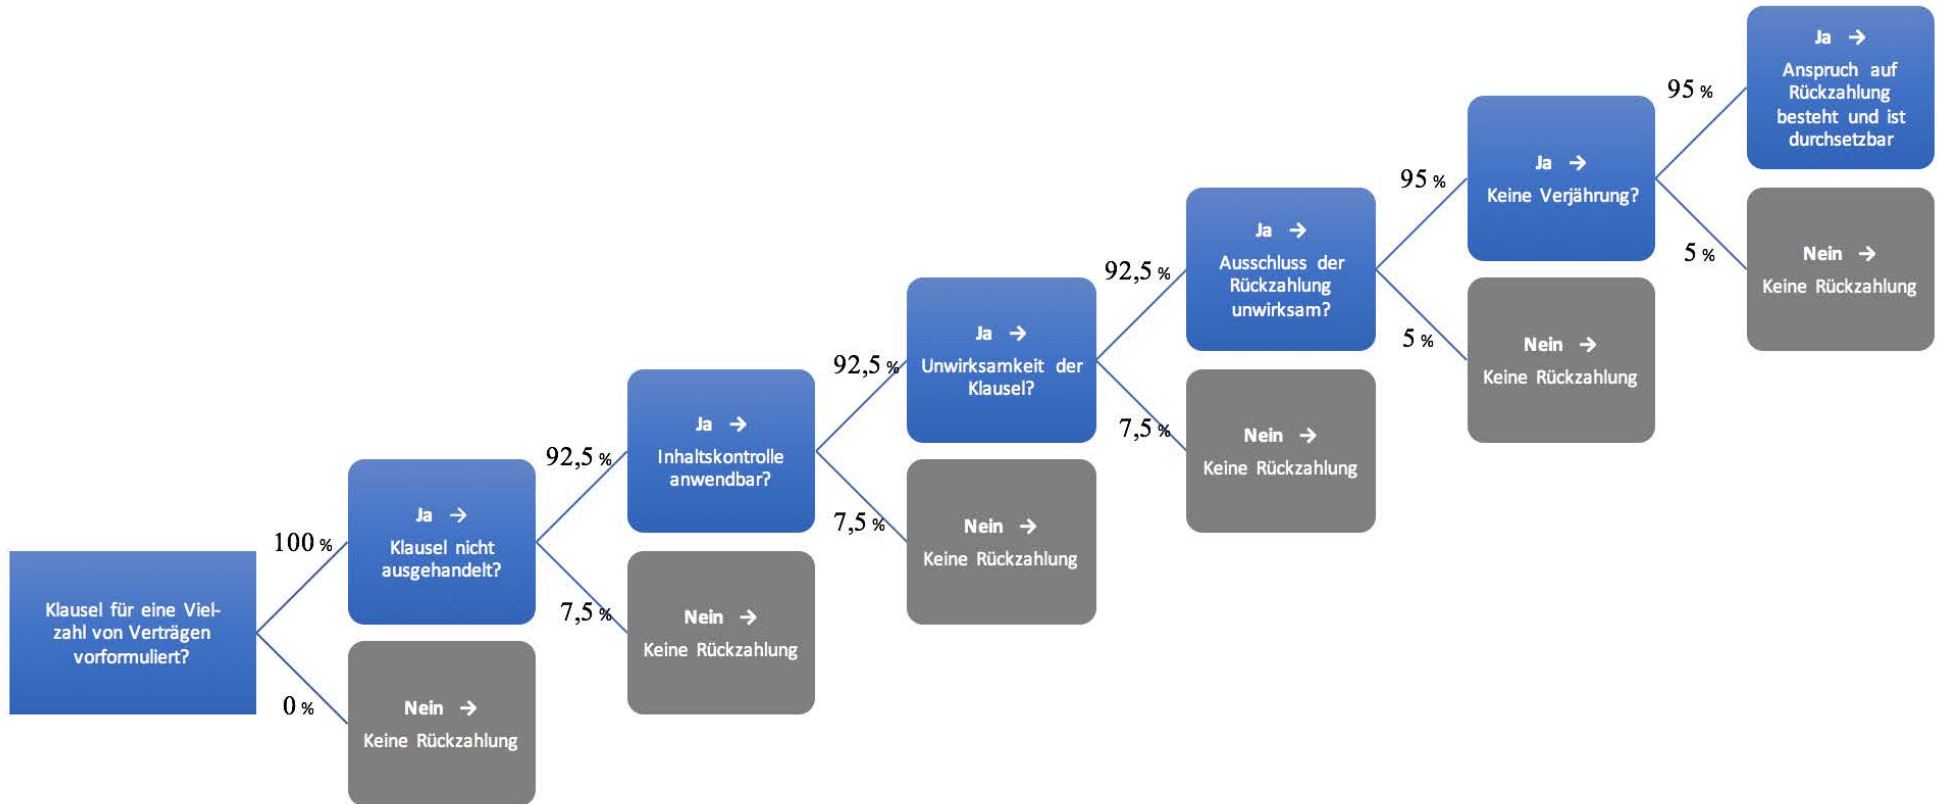 Klausel für eine Viel-
zahl von Verträgen
vorformuliert?
100 %
0 %
Ja →
Klausel nicht
ausgehandelt?
Nein →
Keine Rückzahlung
92,5 %
7,5 %
Ja →
Inhaltskontrolle
anwendbar?
Nein →
Keine Rückzahlung
92,5 %
7,5 %
Ja →
Unwirksamkeit der
Klausel?
Nein →
Keine Rückzahlung
92,5 %
7,5 %
Ja →
Ausschluss der
Rückzahlung
unwirksam?
Nein →
Keine Rückzahlung
95 %
5 %
Ja →
Keine Verjährung?
Nein →
Keine Rückzahlung
95 %
5 %
Ja →
Anspruch auf
Rückzahlung
besteht und ist
durchsetzbar
Nein →
Keine Rückzahlung